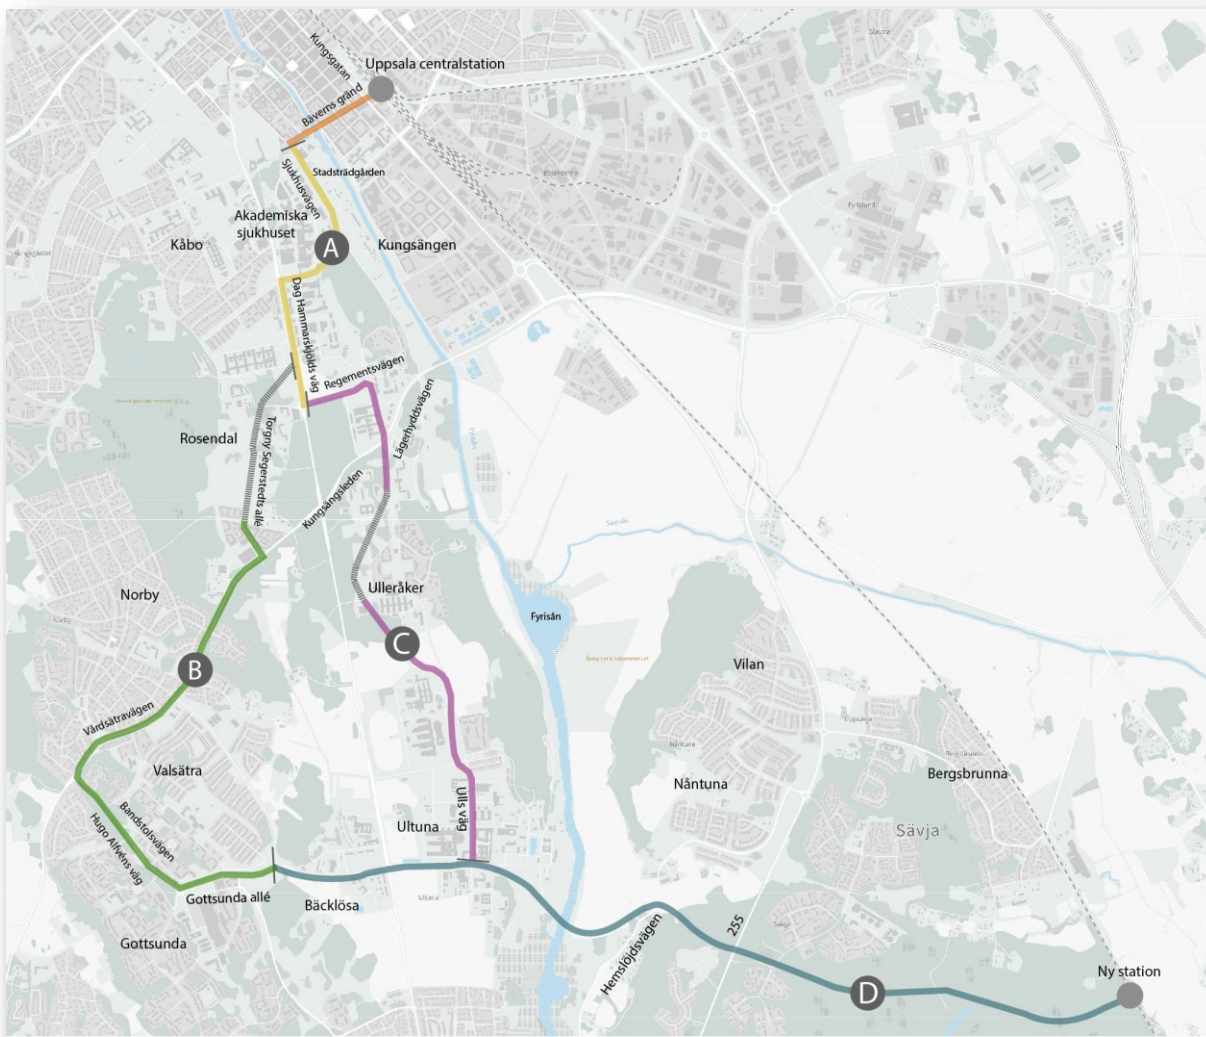 Kungsgatan
Uppsala centralstation
Bäverns gränd
Sjukhusvägen
Stadsträdgården
Akademiska
sjukhuset
A
Kåbo
Kungsängen
Dag Hammarskjölds väg
Regementsvägen
Lägerhyddsvägen
Rosendal
Torgny Segerstedts allé
Kungsängsleden
Ulleråker
Norby
Fyrisån
C
B
Vilan
Vårdsätravägen
Valsätra
Bandstolsvägen
Hugo Alfvéns väg
Nåntuna
Nåntuna
Bergsbrunna
Ulls väg
Ultuna
Sävja
Gottsunda allé
Bäcklösa
Ultuna
Gottsunda
Hemslöjdsvägen
255
D
Ny station